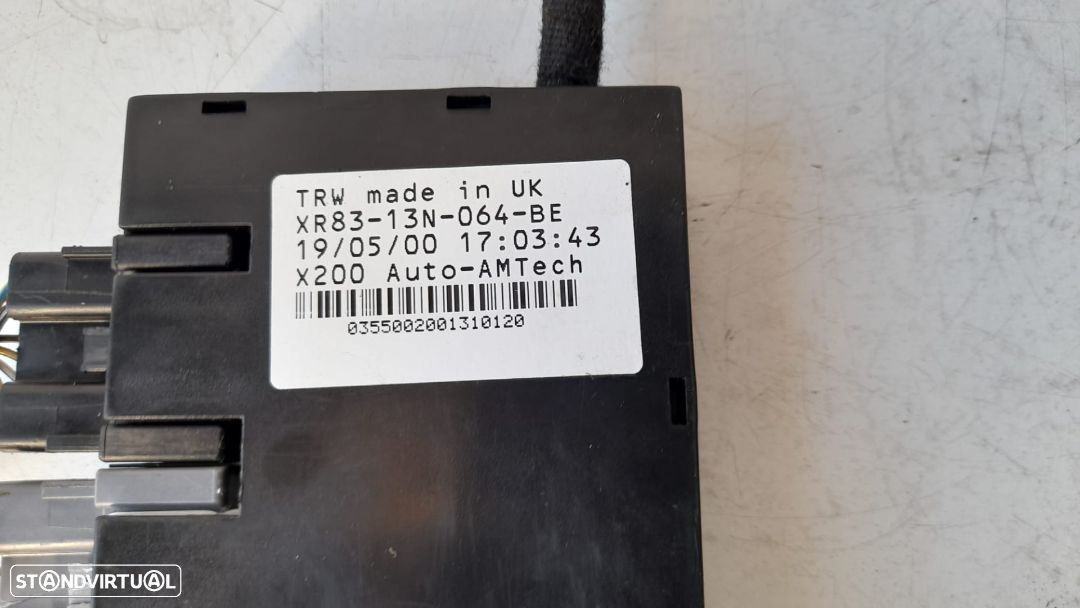 TRW made in UK
XR83-13N-064-BE
19/05/00 17:03:43
X200 Auto-AMTech
0355002001310120
STANDVIRTUAL